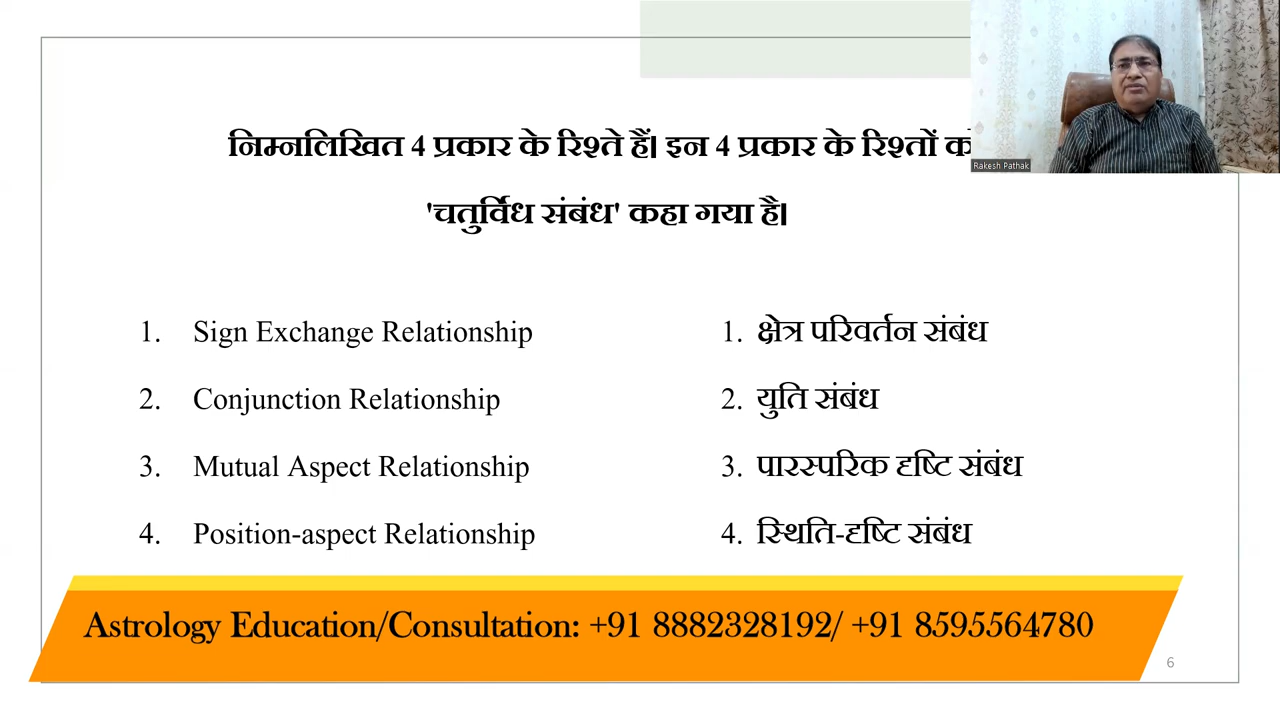 निम्नलिखित 4 प्रकार के रिश्ते हैं। इन 4 प्रकार के रिश्तों
'चतुर्विध संबंध' कहा गया है।
1. Sign Exchange Relationship
2. Conjunction Relationship
3. Mutual Aspect Relationship
4. Position-aspect Relationship
1. क्षेत्र परिवर्तन संबंध
2. युति संबंध
3. पारस्परिक दृष्टि संबंध
4. स्थिति-दृष्टि संबंध
Astrology Education/Consultation: +91 8882328192/ +91 8595564780
6
Rakesh Pathak